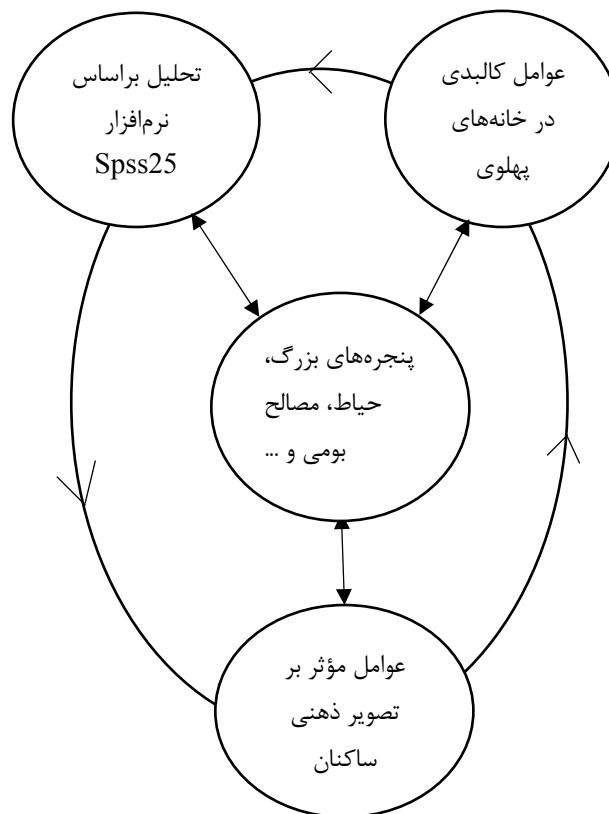 عوامل کالبدی
در خانه‌های
پهلوی
تحلیل براساس
نرم‌افزار
Spss25
پنجره‌های بزرگ،
حیاط، مصالح
بومی و ...
عوامل مؤثر بر
تصویر ذهنی
ساکنان